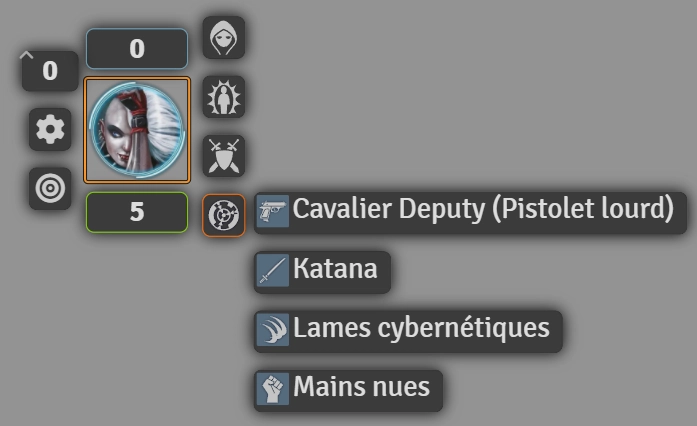 0
0
5
Cavalier Deputy (Pistolet lourd)
Katana
Lames cybernétiques
Mains nues